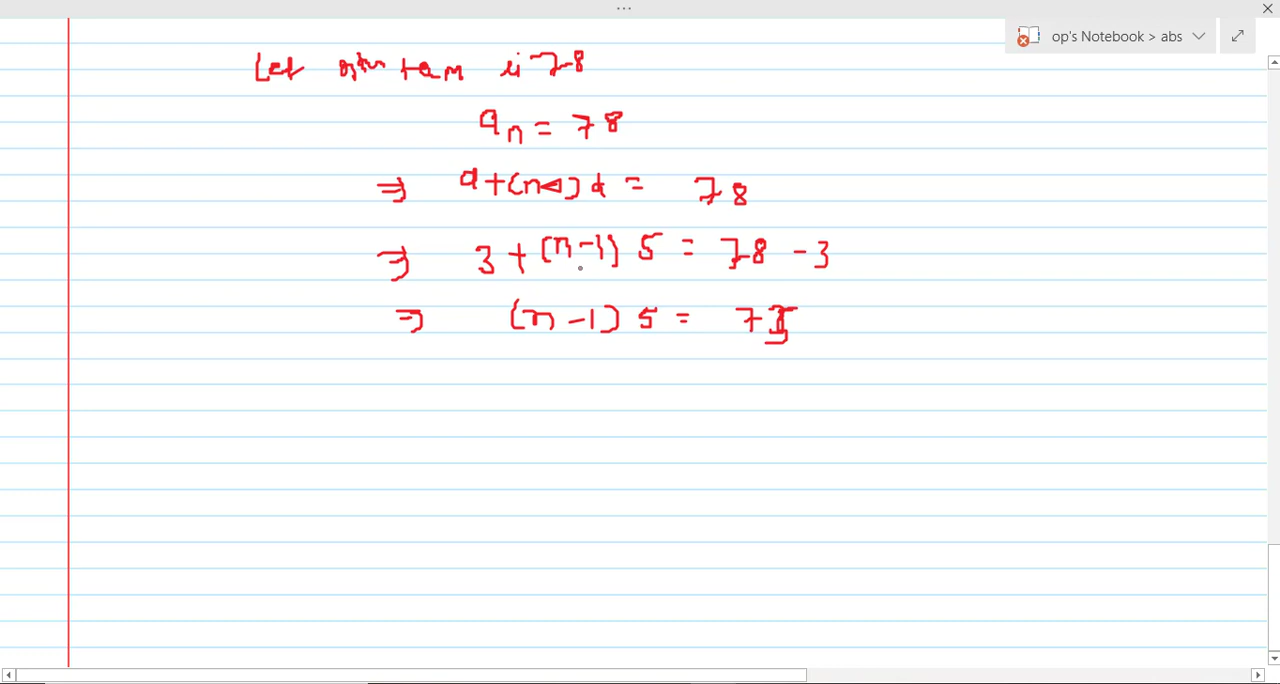 ...
op's Notebook > abs
Let term is 78
an = 78
⇒ a+(n-1)d = 78
⇒ 3+(n-1)5 = 78 - 3
⇒ (n-1)5 = 75